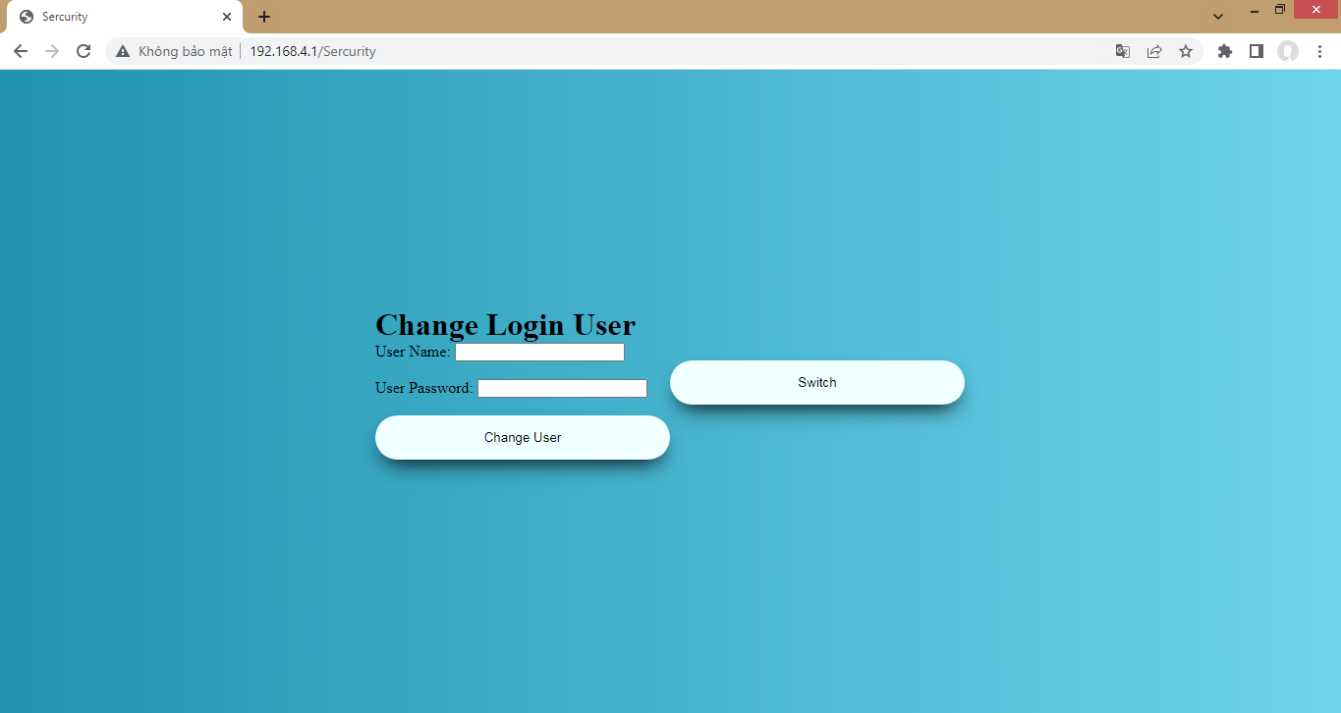 Sercurity
Không bảo mật | 192.168.4.1/Sercurity
Change Login User
User Name:
User Password:
Switch
Change User